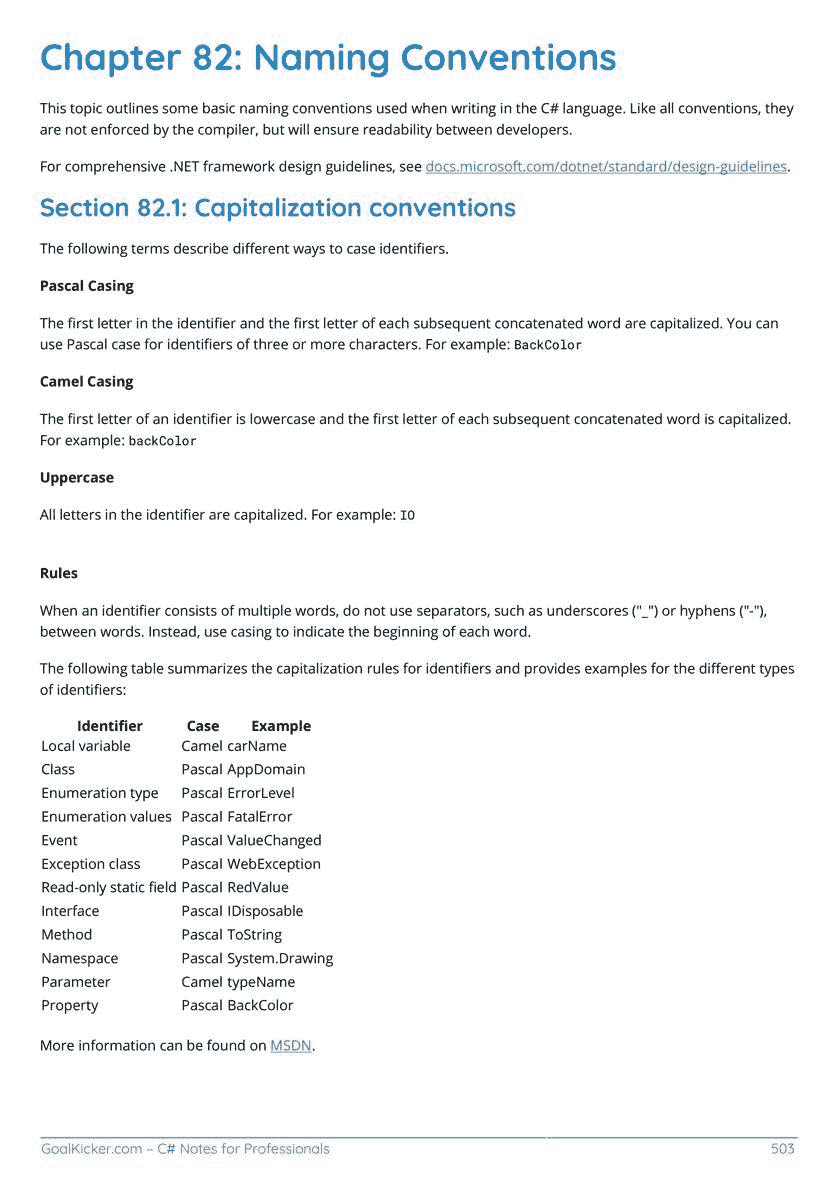 Chapter 82: Naming Conventions
This topic outlines some basic naming conventions used when writing in the C# language. Like all conventions, they
are not enforced by the compiler, but will ensure readability between developers.
For comprehensive .NET framework design guidelines, see docs.microsoft.com/dotnet/standard/design-guidelines.
Section 82.1: Capitalization conventions
The following terms describe different ways to case identifiers.
Pascal Casing
The first letter in the identifier and the first letter of each subsequent concatenated word are capitalized. You can
use Pascal case for identifiers of three or more characters. For example: BackColor
Camel Casing
The first letter of an identifier is lowercase and the first letter of each subsequent concatenated word is capitalized.
For example: backColor
Uppercase
All letters in the identifier are capitalized. For example: IO
Rules
When an identifier consists of multiple words, do not use separators, such as underscores ("_") or hyphens ("-"),
between words. Instead, use casing to indicate the beginning of each word.
The following table summarizes the capitalization rules for identifiers and provides examples for the different types
of identifiers:
Identifier Case Example
Local variable Camel carName
Class Pascal AppDomain
Enumeration type Pascal ErrorLevel
Enumeration values Pascal FatalError
Event Pascal ValueChanged
Exception class Pascal WebException
Read-only static field Pascal RedValue
Interface Pascal IDisposable
Method Pascal ToString
Namespace Pascal System.Drawing
Parameter Camel typeName
Property Pascal BackColor
More information can be found on MSDN.
GoalKicker.com – C# Notes for Professionals 503